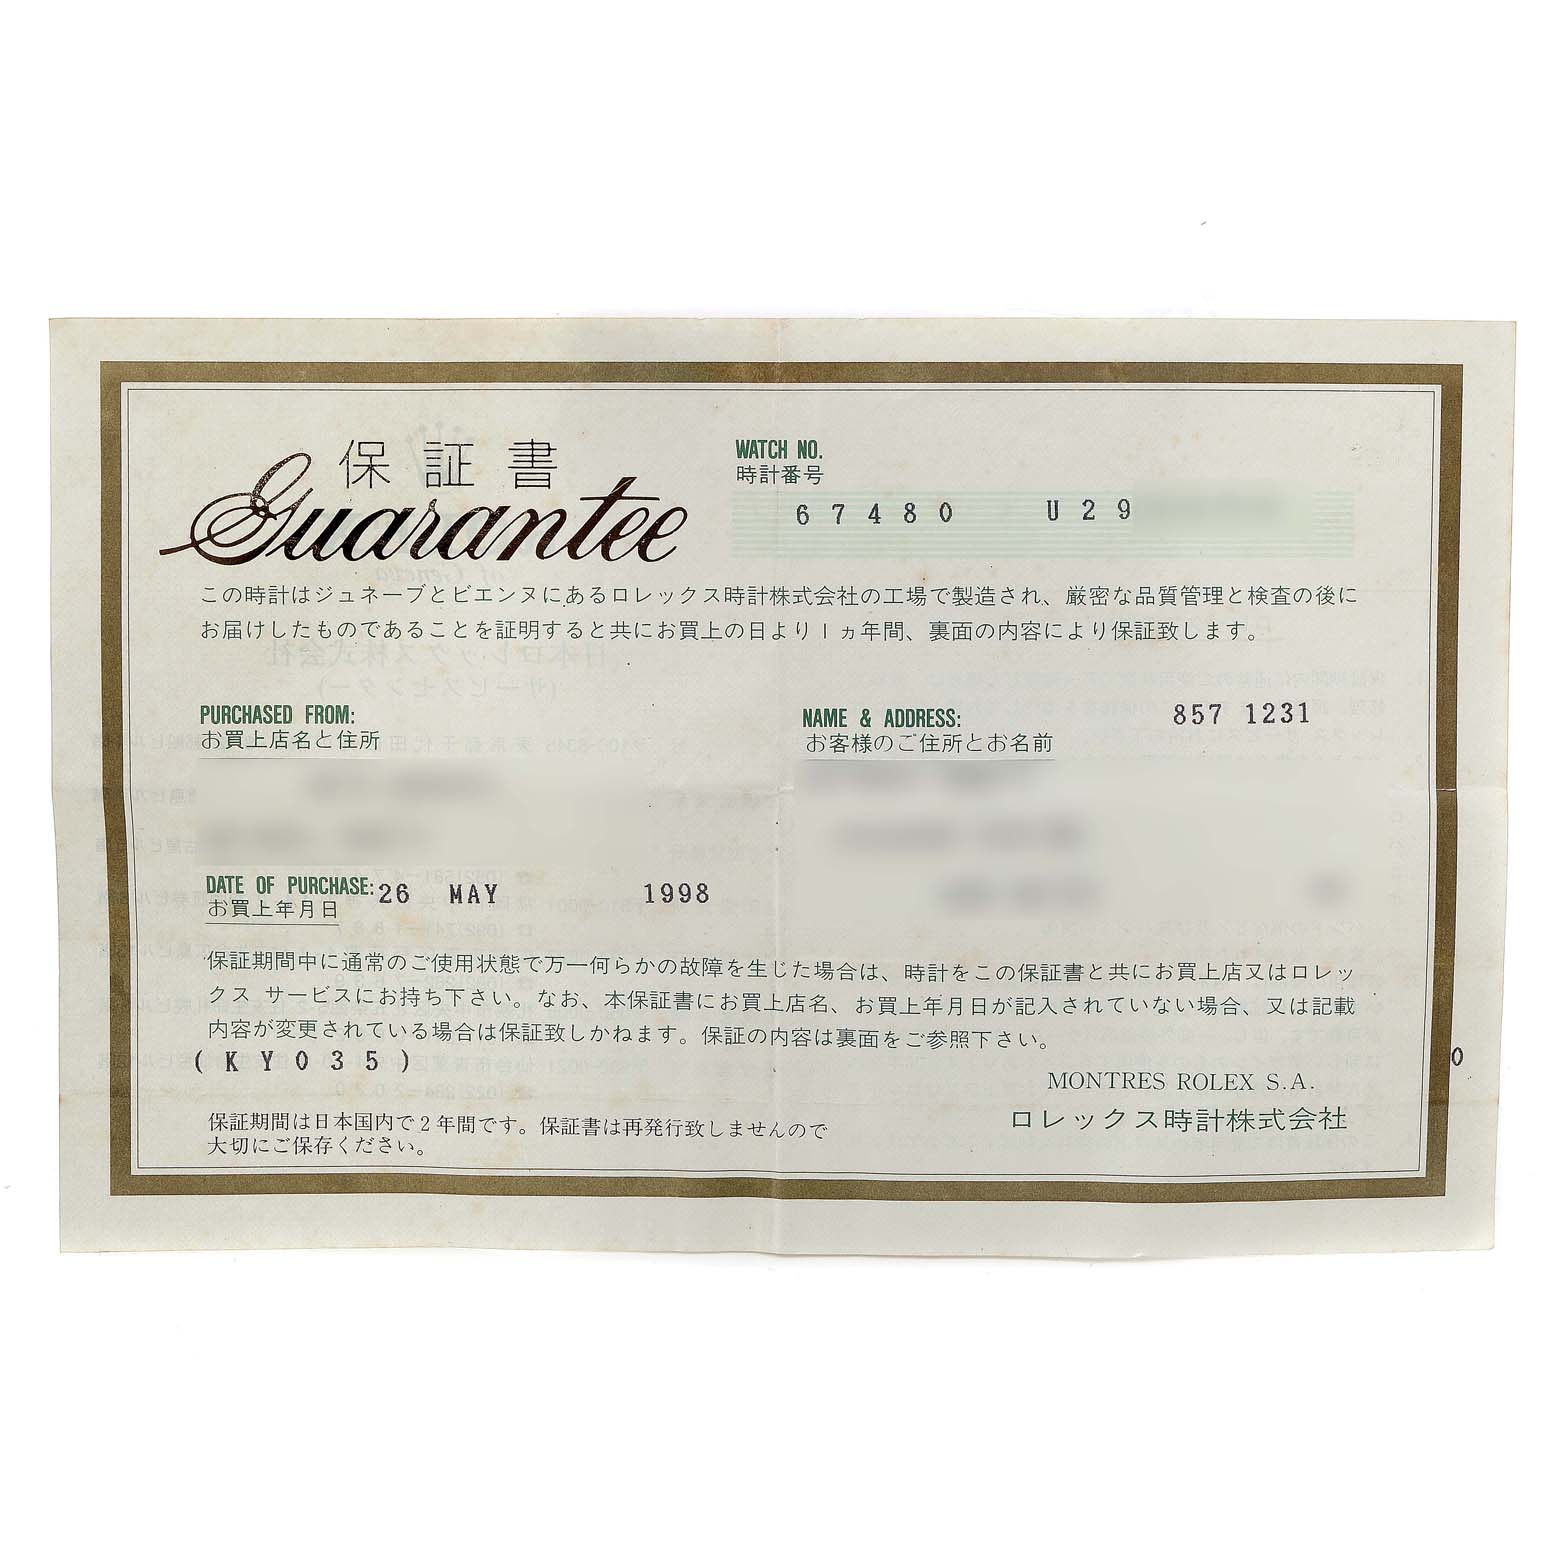 保証書
Guarantee
WATCH NO.
時計番号
67480 U29
この時計はジュネーブとビエンヌにあるロレックス時計株式会社の工場で製造され、厳密な品質管理と検査の後に
お届けしたものであることを証明すると共にお買上の日より1ヵ年間、裏面の内容により保証致します。
PURCHASED FROM:
お買上店名と住所
NAME & ADDRESS: 857 1231
お客様のご住所とお名前
DATE OF PURCHASE: 26 MAY 1998
お買上年月日
保証期間中に通常のご使用状態で万一何らかの故障を生じた場合は、時計をこの保証書と共にお買上店又はロレッ
クス サービスにお持ち下さい。なお、本保証書にお買上店名、お買上年月日が記入されていない場合、又は記載
内容が変更されている場合は保証致しかねます。保証の内容は裏面をご参照下さい。
(KY035) 0
MONTRES ROLEX S.A.
ロレックス時計株式会社
保証期間は日本国内で2年間です。保証書は再発行致しませんので
大切にご保存ください。